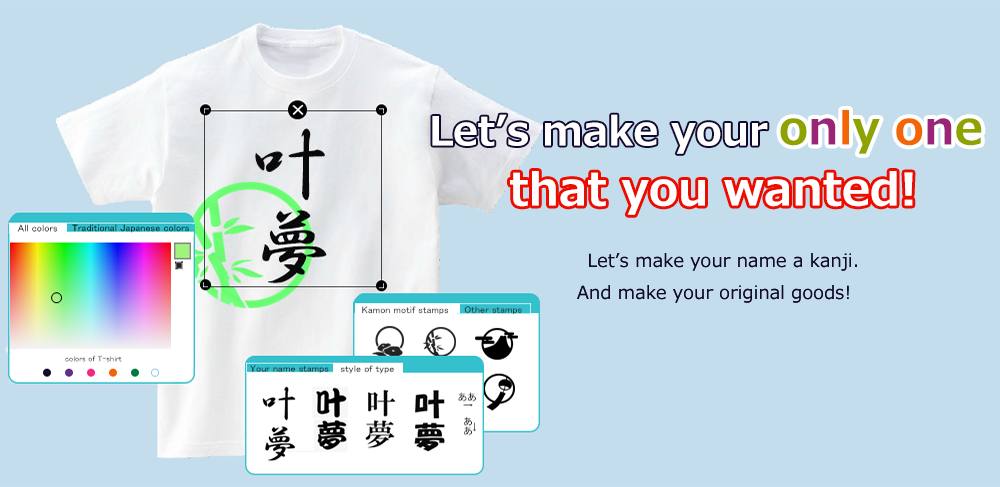 叶
夢
Let's make your only one
that you wanted!
Let's make your name a kanji.
And make your original goods!
All colors
Traditional Japanese colors
colors of T-shirt
Kamon motif stamps
Other stamps
Your name stamps
style of type
叶夢
叶夢
叶夢
叶夢
ああ→
ああ↓